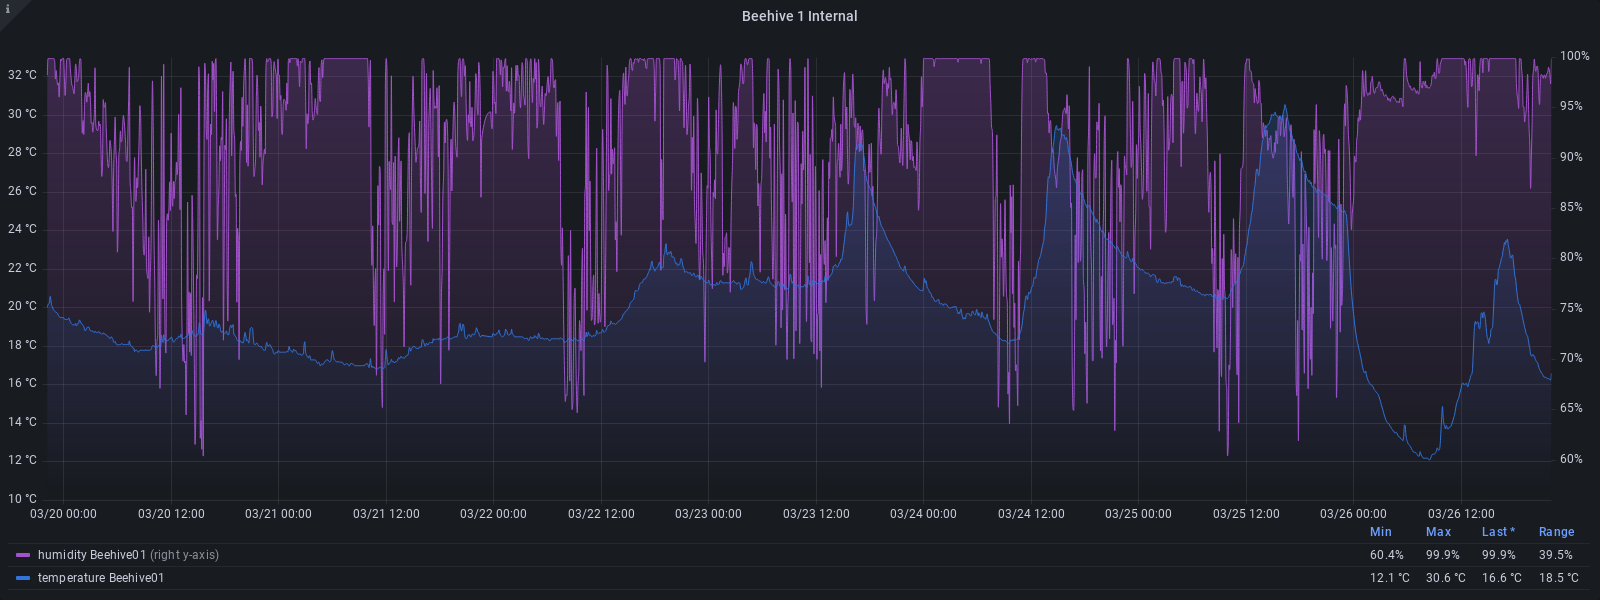 i
Beehive 1 Internal
32 °C
30 °C
28 °C
26 °C
24 °C
22 °C
20 °C
18 °C
16 °C
14 °C
12 °C
10 °C
100%
95%
90%
85%
80%
75%
70%
65%
60%
03/20 00:00 03/20 12:00 03/21 00:00 03/21 12:00 03/22 00:00 03/22 12:00 03/23 00:00 03/23 12:00 03/24 00:00 03/24 12:00 03/25 00:00 03/25 12:00 03/26 00:00 03/26 12:00
Min Max Last * Range
humidity Beehive01 (right y-axis) 60.4% 99.9% 99.9% 39.5%
temperature Beehive01 12.1 °C 30.6 °C 16.6 °C 18.5 °C